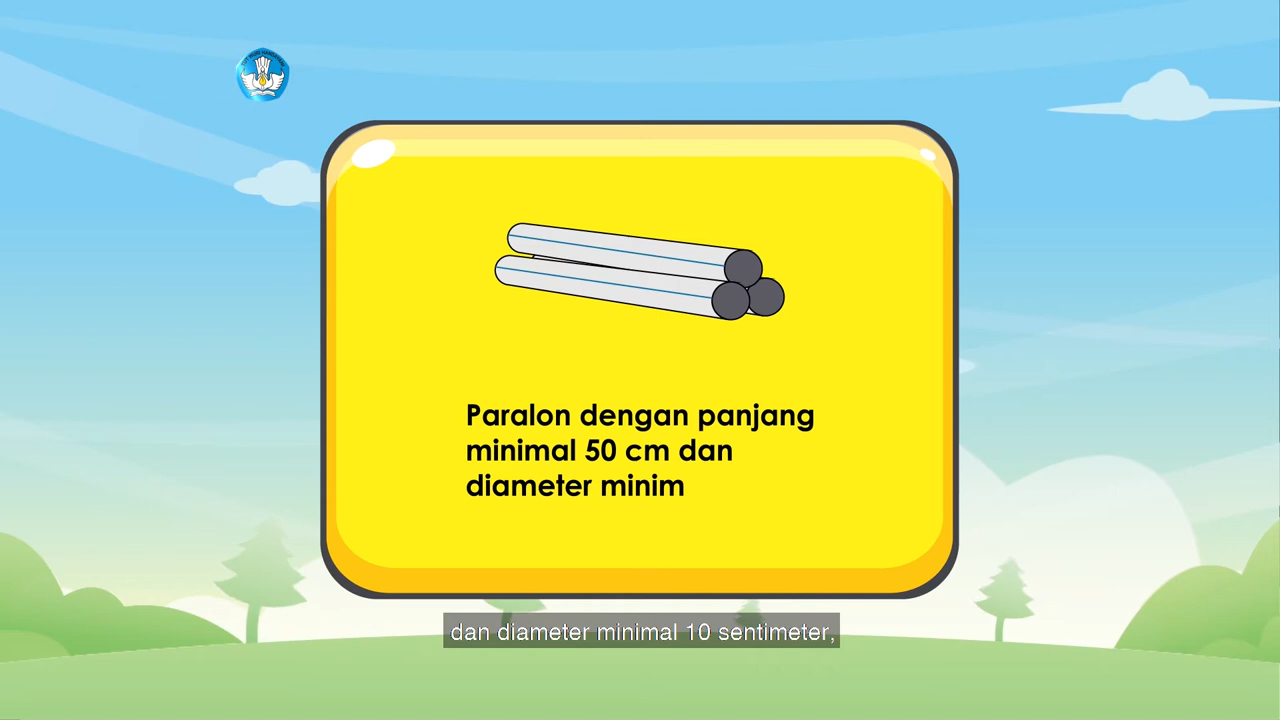 Paralon dengan panjang
minimal 50 cm dan
diameter minim
dan diameter minimal 10 sentimeter,